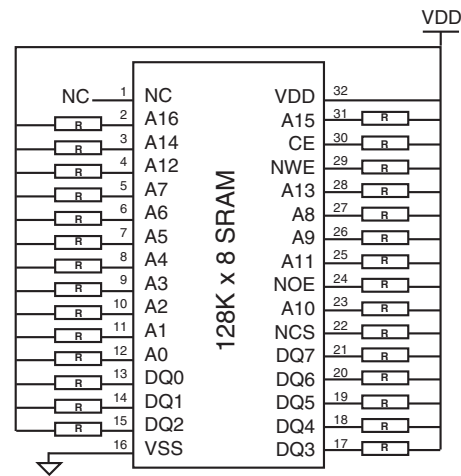 VDD
NC 1 NC VDD 32
R 2 A16 A15 31 R
R 3 A14 CE 30 R
R 4 A12 NWE 29 R
R 5 A7 A13 28 R
R 6 A6 A8 27 R
R 7 A5 A9 26 R
R 8 A4 A11 25 R
R 9 A3 NOE 24 R
R 10 A2 A10 23 R
R 11 A1 NCS 22 R
R 12 A0 DQ7 21 R
R 13 DQ0 DQ6 20 R
R 14 DQ1 DQ5 19 R
R 15 DQ2 DQ4 18 R
16 VSS DQ3 17 R
128K x 8 SRAM